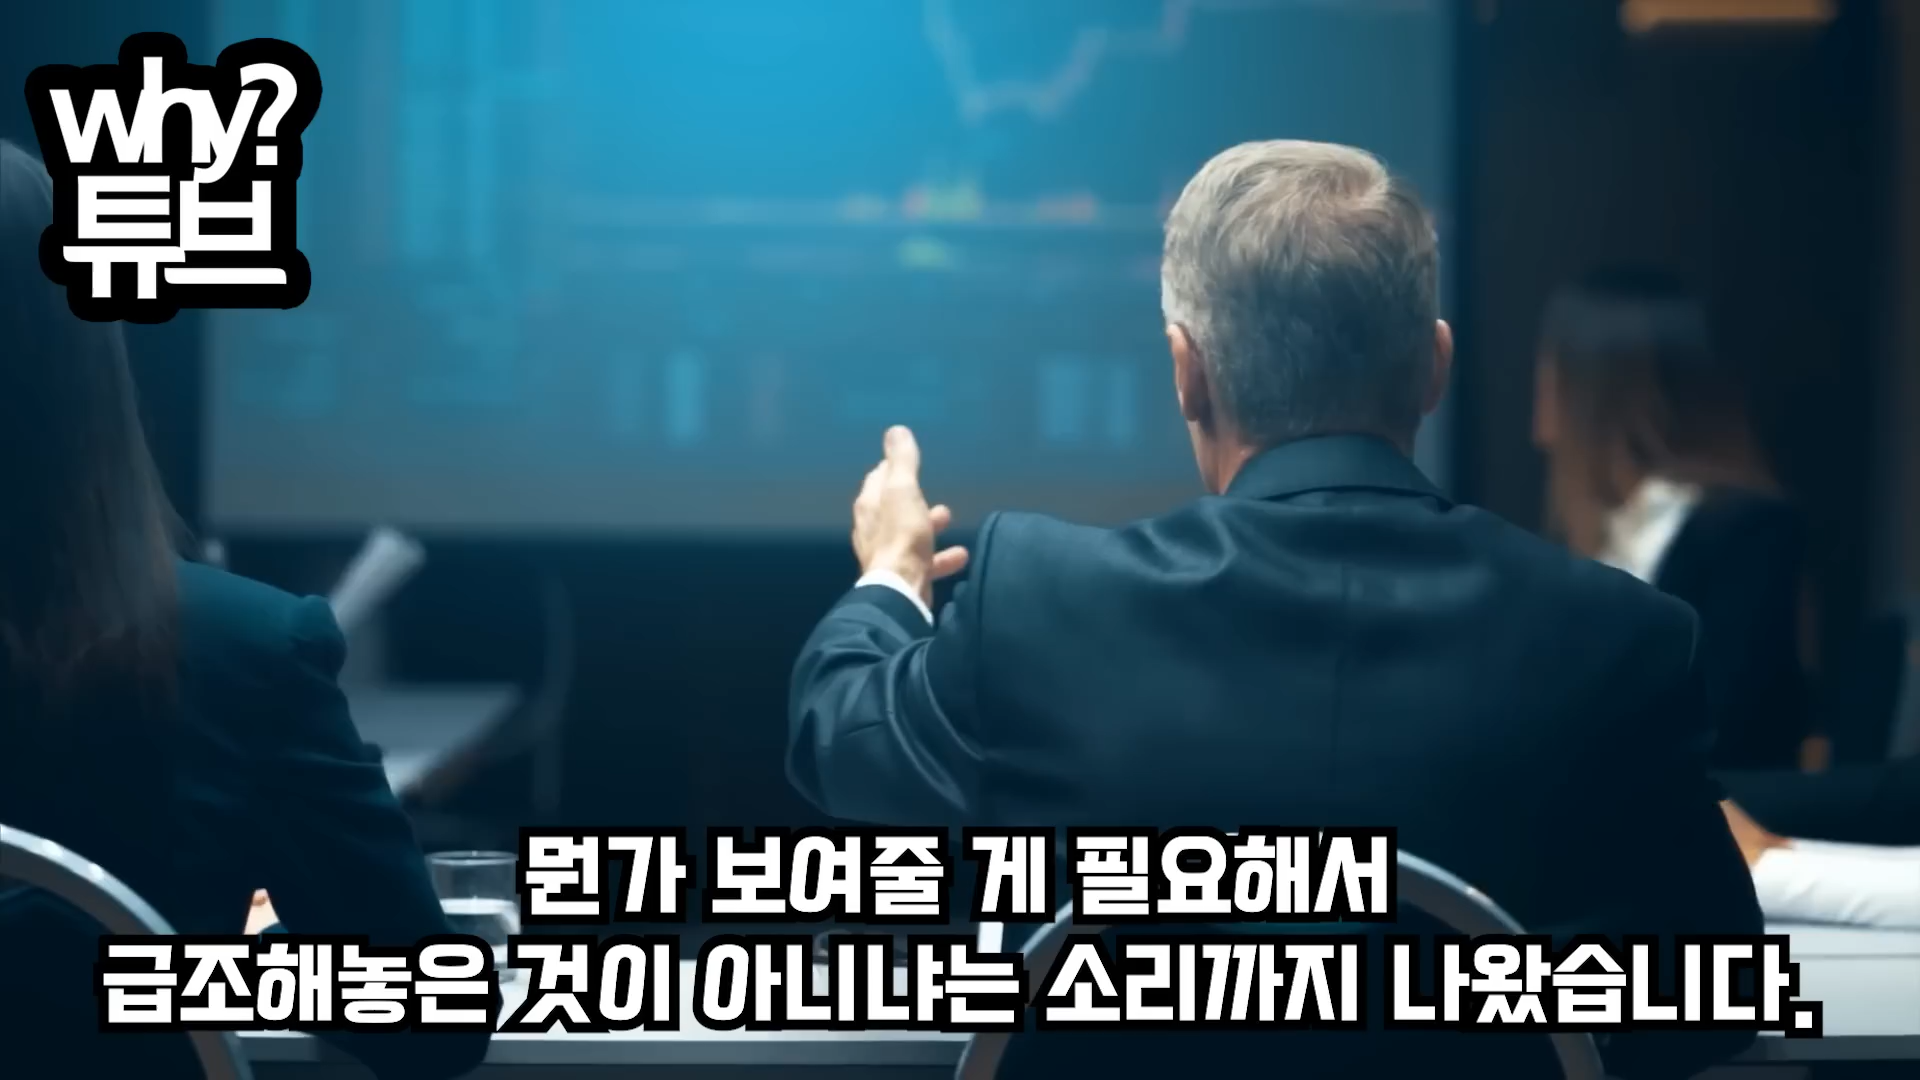 why?
튜브
뭔가 보여줄 게 필요해서
급조해놓은 것이 아니냐는 소리까지 나왔습니다.